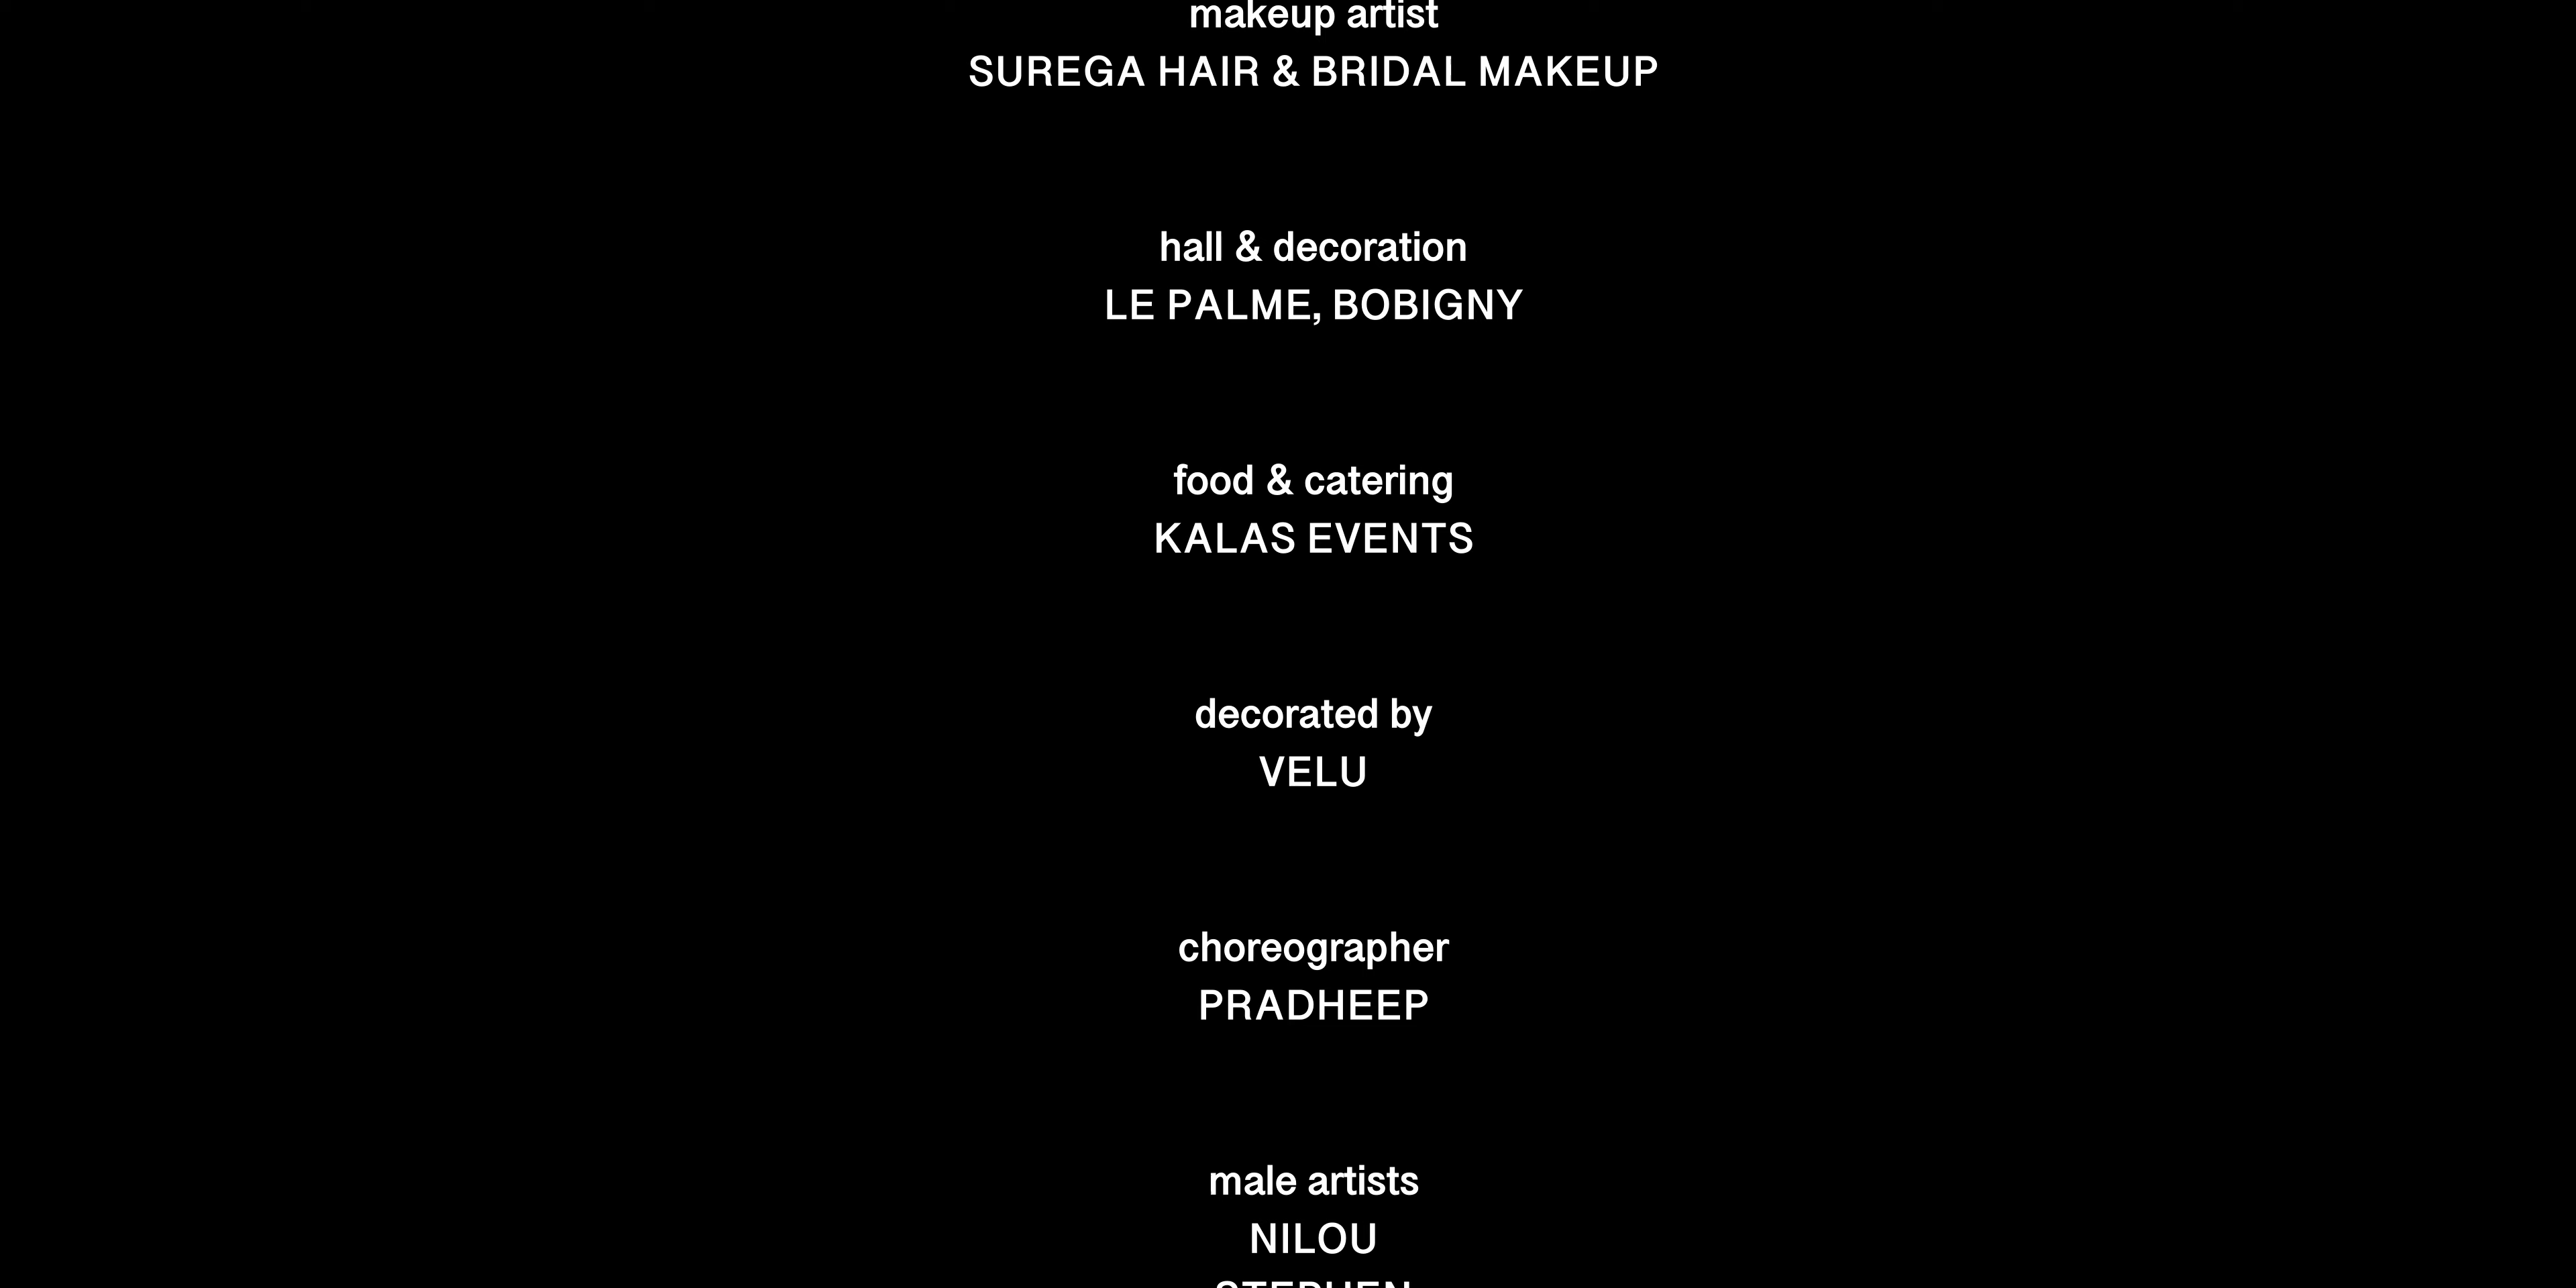 makeup artist
SUREGA HAIR & BRIDAL MAKEUP
hall & decoration
LE PALME, BOBIGNY
food & catering
KALAS EVENTS
decorated by
VELU
choreographer
PRADHEEP
male artists
NILOU
STEPHEN